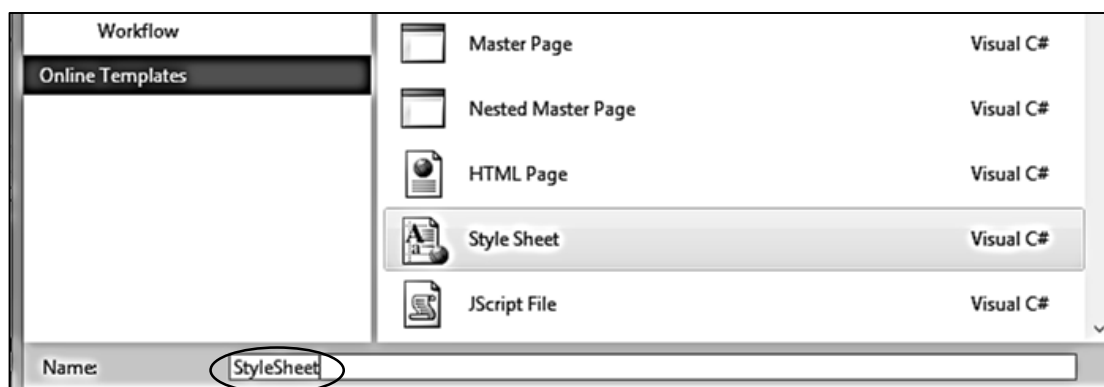 Workflow
Online Templates
Master Page Visual C#
Nested Master Page Visual C#
HTML Page Visual C#
Style Sheet Visual C#
JScript File Visual C#
Name: StyleSheet